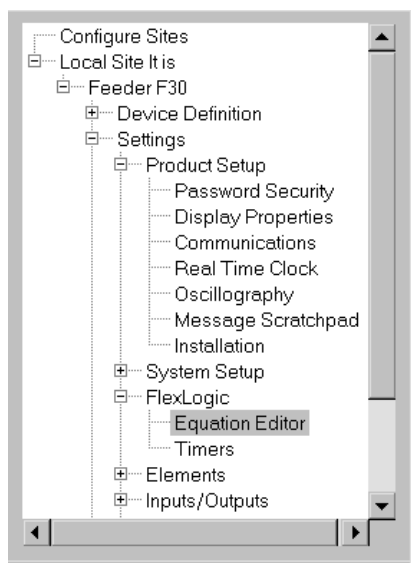 Configure Sites
Local Site It is
Feeder F30
Device Definition
Settings
Product Setup
Password Security
Display Properties
Communications
Real Time Clock
Oscillography
Message Scratchpad
Installation
System Setup
FlexLogic
Equation Editor
Timers
Elements
Inputs/Outputs